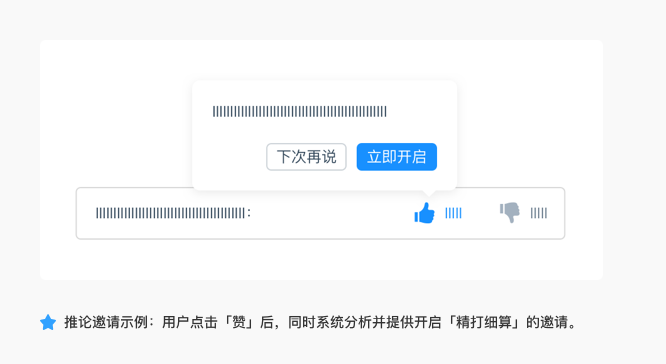 下次再说
立即开启
推论邀请示例：用户点击「赞」后，同时系统分析并提供开启「精打细算」的邀请。